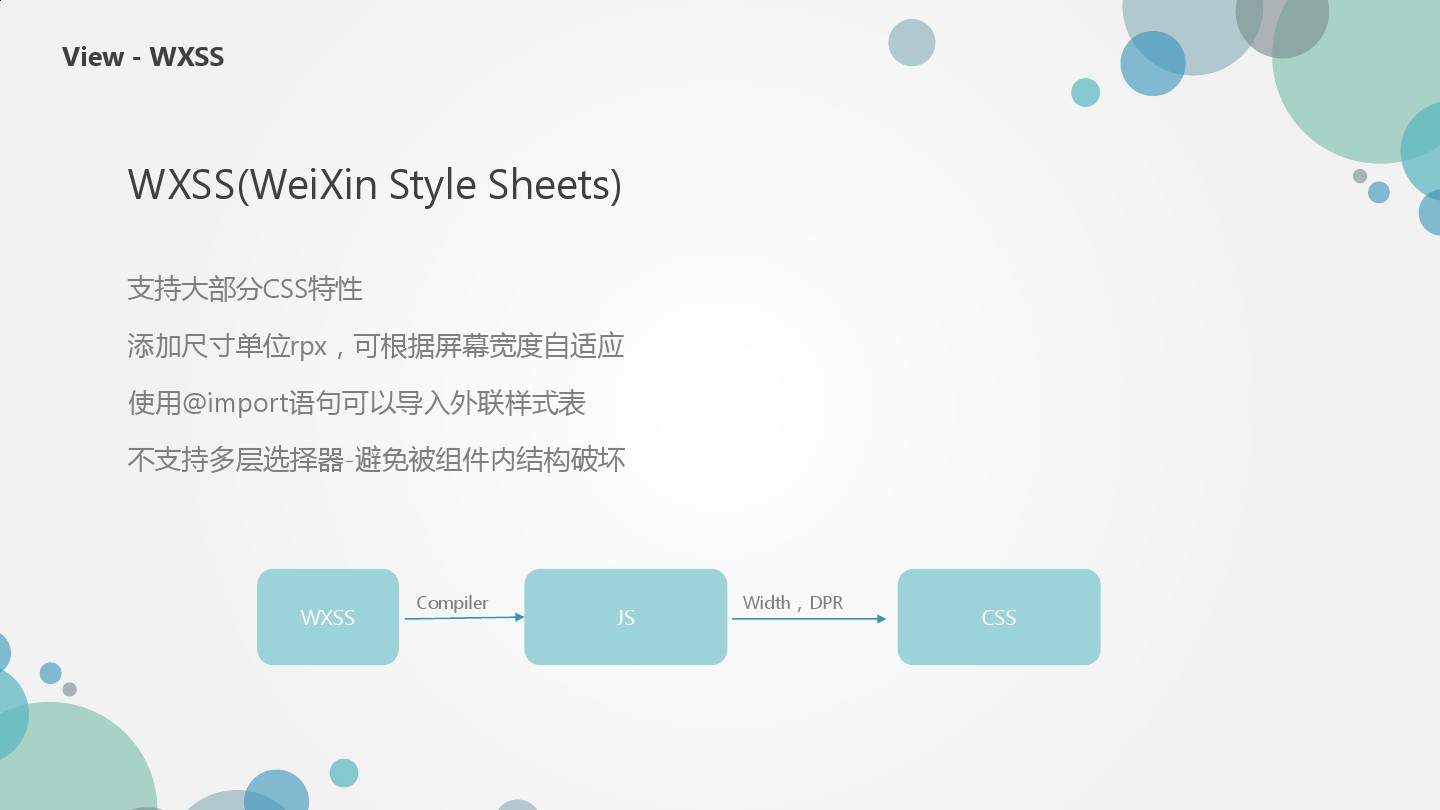 View - WXSS
WXSS(WeiXin Style Sheets)
支持大部分CSS特性
添加尺寸单位rpx，可根据屏幕宽度自适应
使用@import语句可以导入外联样式表
不支持多层选择器-避免被组件内结构破坏
WXSS
Compiler
JS
Width，DPR
CSS